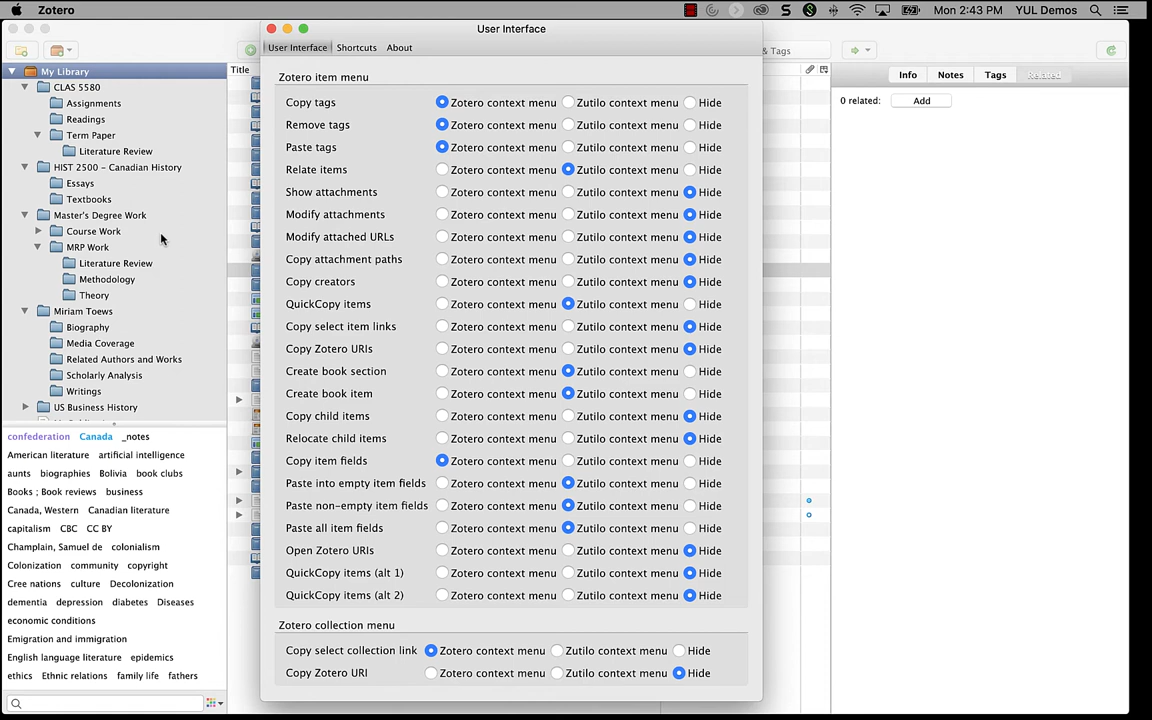 Zotero
Mon 2:43 PM YUL Demos
User Interface
User Interface Shortcuts About
& Tags
My Library
CLAS 5580
Assignments
Readings
Term Paper
Literature Review
HIST 2500 - Canadian History
Essays
Textbooks
Master's Degree Work
Course Work
MRP Work
Literature Review
Methodology
Theory
Miriam Toews
Biography
Media Coverage
Related Authors and Works
Scholarly Analysis
Writings
US Business History
confederation Canada _notes
American literature artificial intelligence
aunts biographies Bolivia book clubs
Books ; Book reviews business
Canada, Western Canadian literature
capitalism CBC CC BY
Champlain, Samuel de colonialism
Colonization community copyright
Cree nations culture Decolonization
dementia depression diabetes Diseases
economic conditions
Emigration and immigration
English language literature epidemics
ethics Ethnic relations family life fathers
Title
Zotero item menu
Copy tags Zotero context menu Zutilo context menu Hide
Remove tags Zotero context menu Zutilo context menu Hide
Paste tags Zotero context menu Zutilo context menu Hide
Relate items Zotero context menu Zutilo context menu Hide
Show attachments Zotero context menu Zutilo context menu Hide
Modify attachments Zotero context menu Zutilo context menu Hide
Modify attached URLs Zotero context menu Zutilo context menu Hide
Copy attachment paths Zotero context menu Zutilo context menu Hide
Copy creators Zotero context menu Zutilo context menu Hide
QuickCopy items Zotero context menu Zutilo context menu Hide
Copy select item links Zotero context menu Zutilo context menu Hide
Copy Zotero URIs Zotero context menu Zutilo context menu Hide
Create book section Zotero context menu Zutilo context menu Hide
Create book item Zotero context menu Zutilo context menu Hide
Copy child items Zotero context menu Zutilo context menu Hide
Relocate child items Zotero context menu Zutilo context menu Hide
Copy item fields Zotero context menu Zutilo context menu Hide
Paste into empty item fields Zotero context menu Zutilo context menu Hide
Paste non-empty item fields Zotero context menu Zutilo context menu Hide
Paste all item fields Zotero context menu Zutilo context menu Hide
Open Zotero URIs Zotero context menu Zutilo context menu Hide
QuickCopy items (alt 1) Zotero context menu Zutilo context menu Hide
QuickCopy items (alt 2) Zotero context menu Zutilo context menu Hide
Zotero collection menu
Copy select collection link Zotero context menu Zutilo context menu Hide
Copy Zotero URI Zotero context menu Zutilo context menu Hide
Info Notes Tags Related
0 related: Add